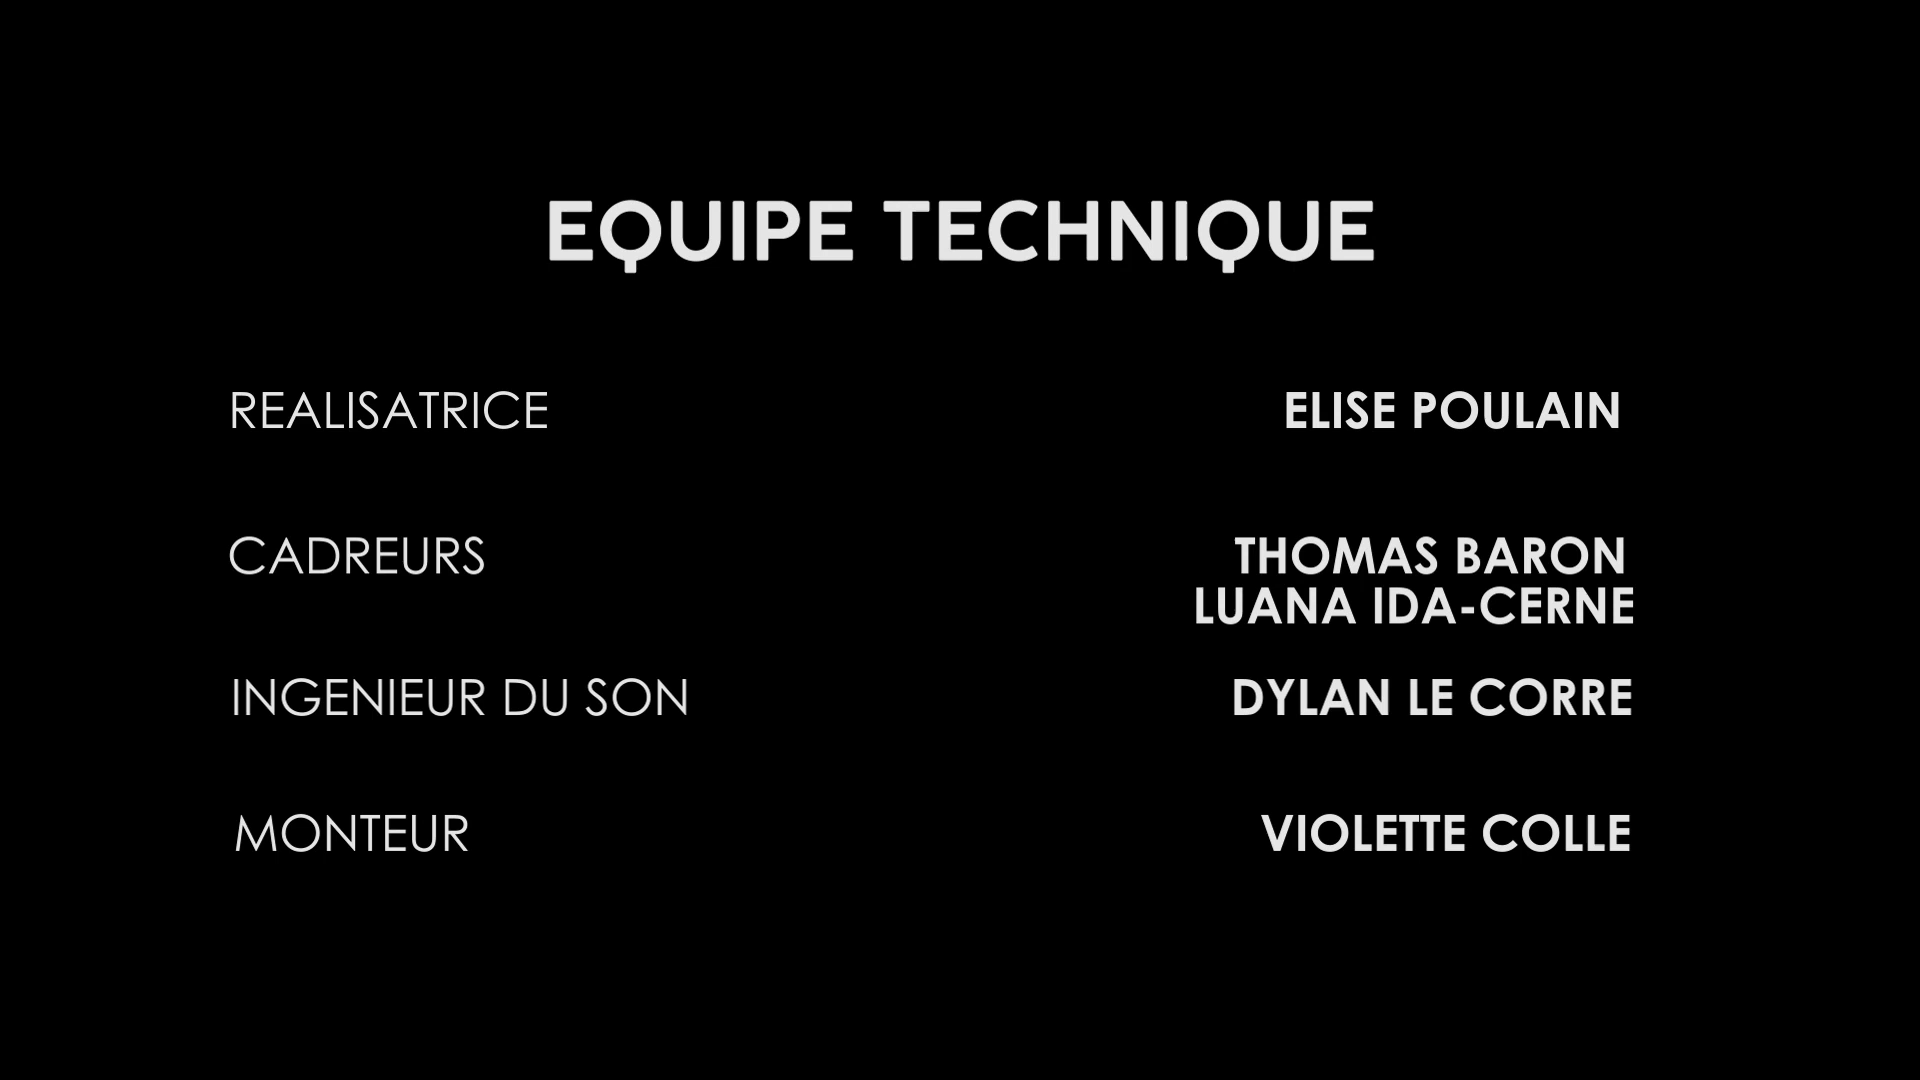 EQUIPE TECHNIQUE
REALISATRICE ELISE POULAIN
CADREURS THOMAS BARON
LUANA IDA-CERNE
INGENIEUR DU SON DYLAN LE CORRE
MONTEUR VIOLETTE COLLE